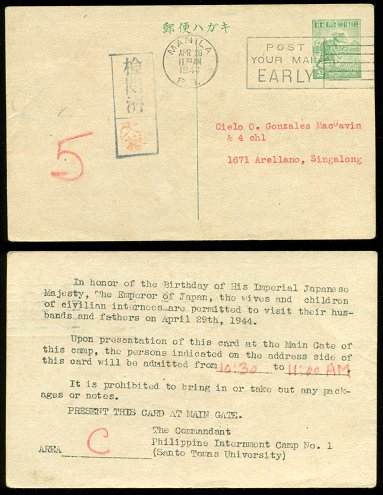 郵便ハガキ
MANILA
APR 20
1944
P. I.
POST
YOUR MAIL
EARLY
検閲済
5
Cielo O. Gonzales MacHavin
& 4 chl
1671 Arellano, Singalong
In honor of the Birthday of His Imperial Japanese
Majesty, The Emperor of Japan, the wives and children
of civilian internees are permitted to visit their hus-
bands and fathers on April 29th, 1944.
Upon presentation of this card at the Main Gate of
this camp, the persons indicated on the address side of
this card will be admitted from 10:30 to 11:00 AM
It is prohibited to bring in or take out any pack-
ages or notes.
PRESENT THIS CARD AT MAIN GATE.
The Commandant
Philippine Internment Camp No. 1
AREA C (Santo Tomas University)